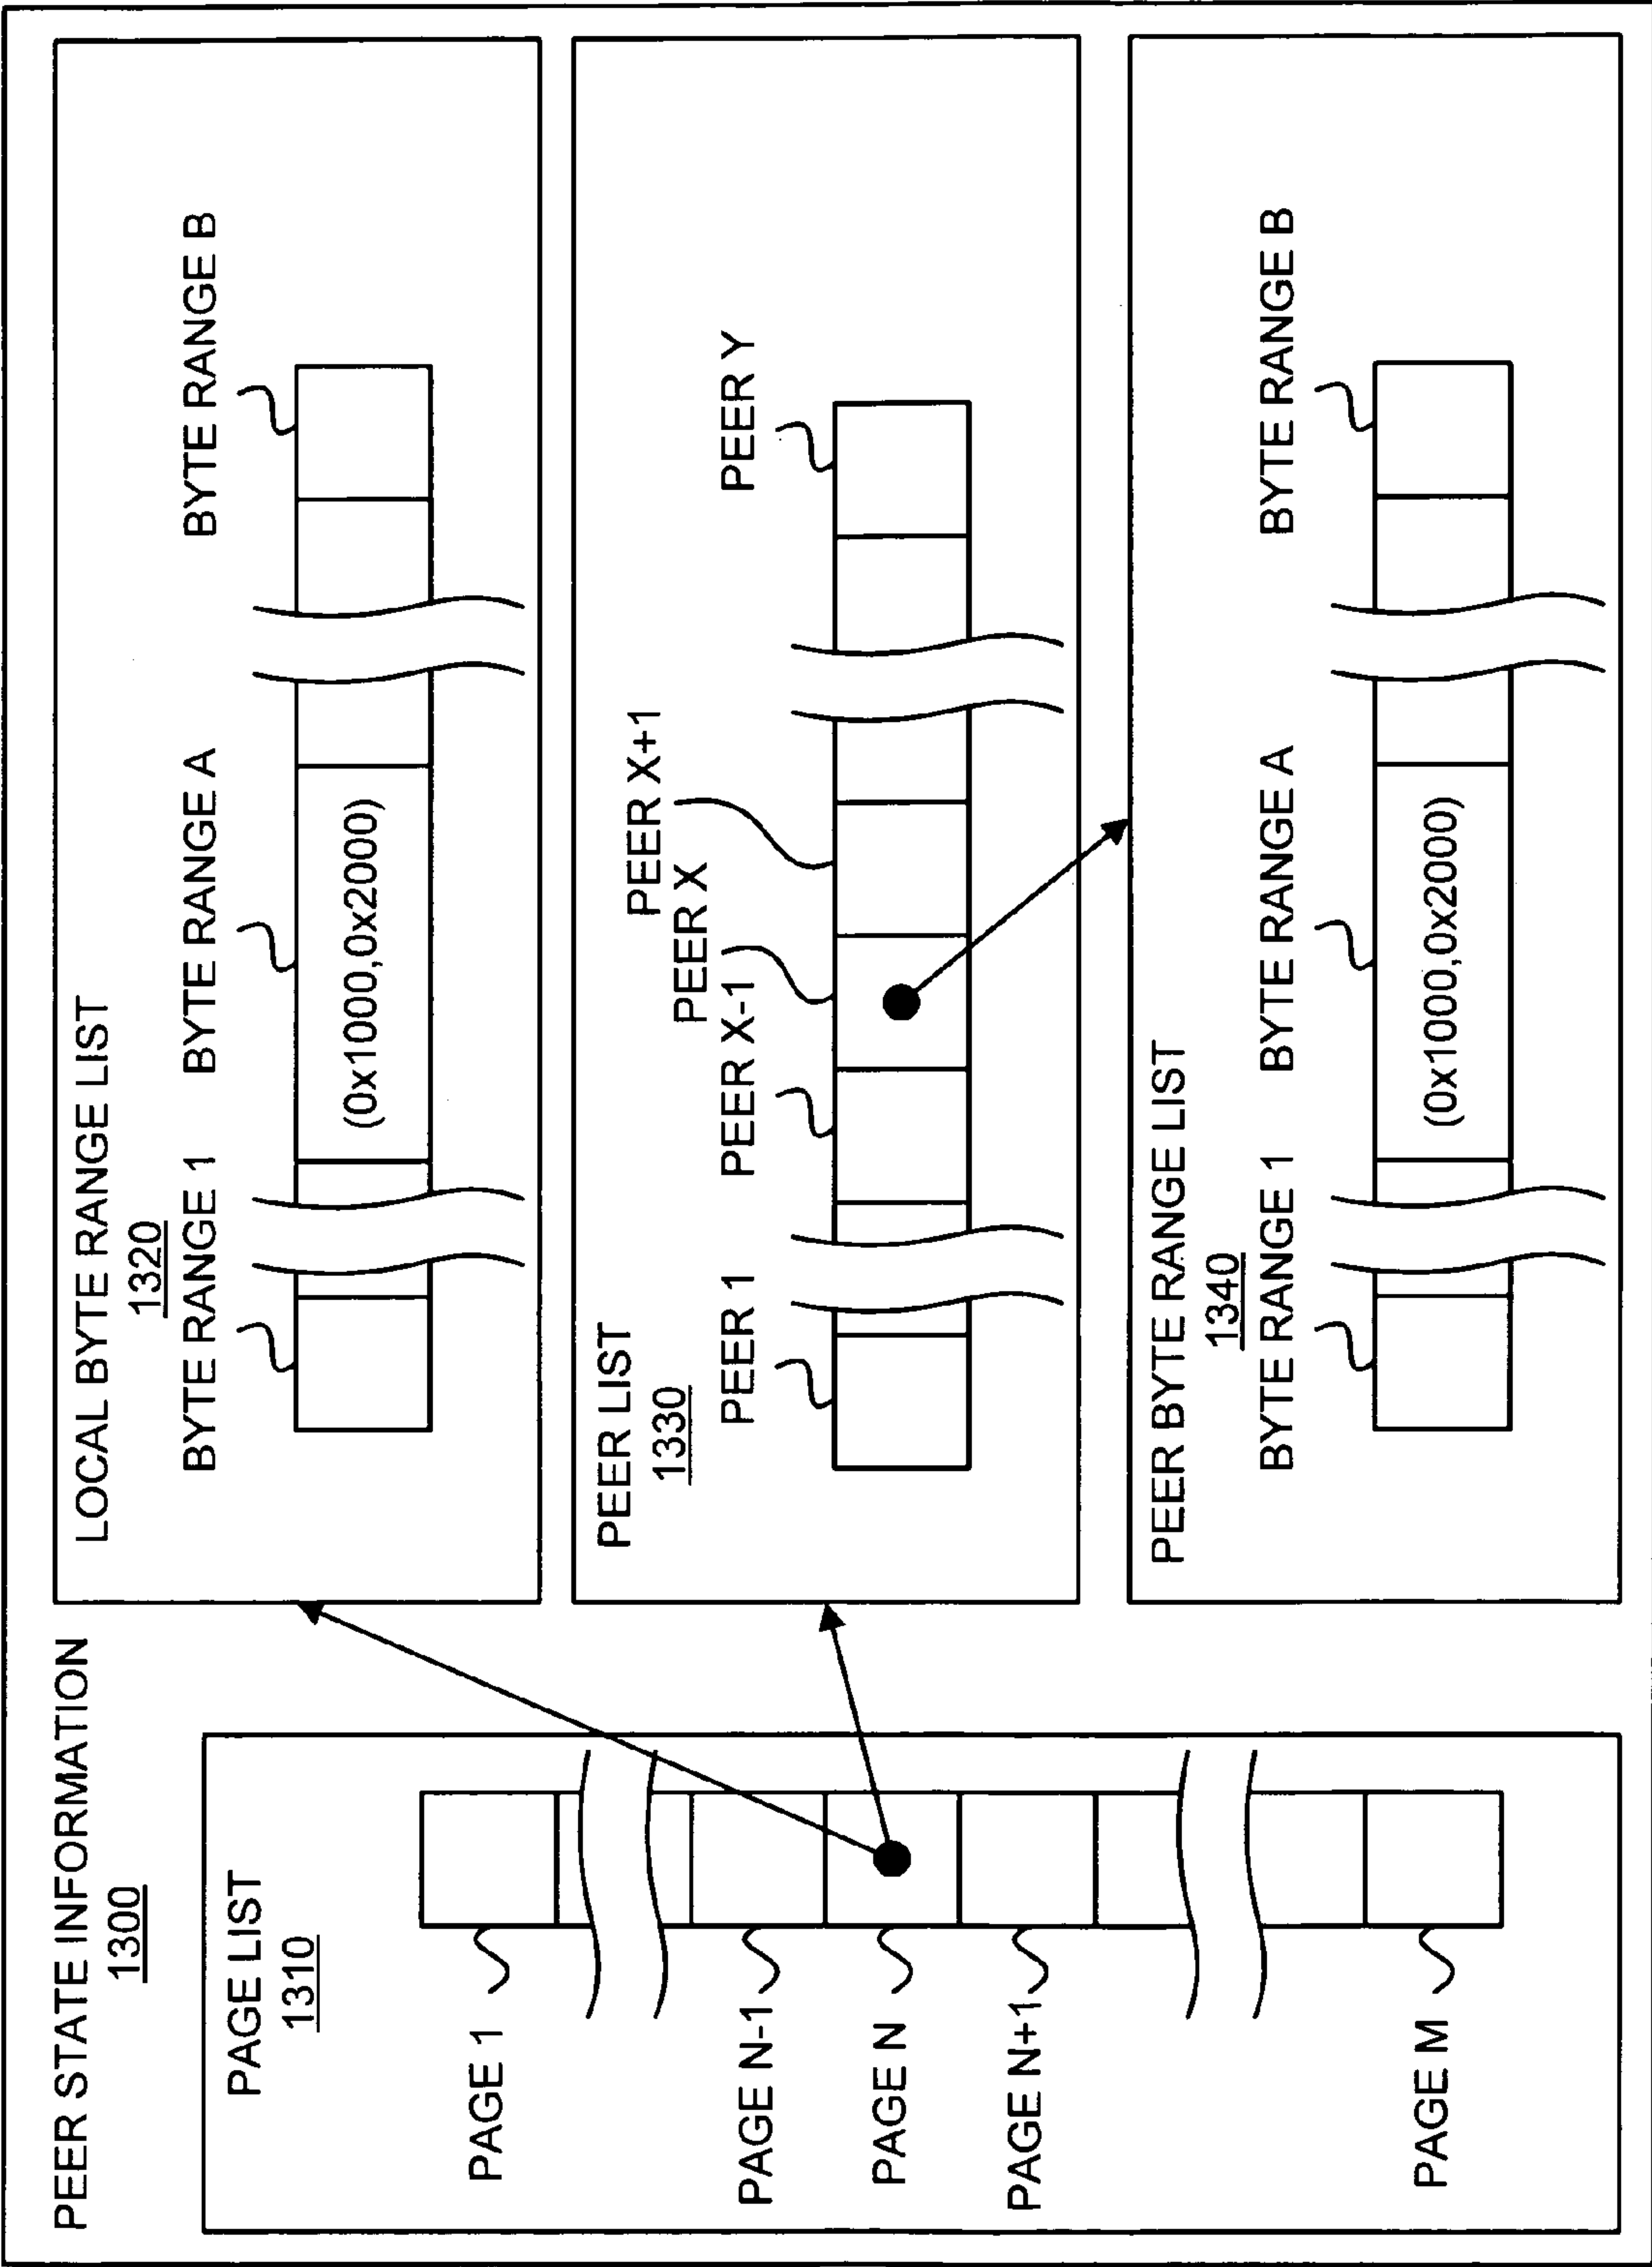 PEER STATE INFORMATION
1300
PAGE LIST
1310
PAGE 1
PAGE N-1
PAGE N
PAGE N+1
PAGE M
LOCAL BYTE RANGE LIST
1320
BYTE RANGE 1
BYTE RANGE A
BYTE RANGE B
(0x1000,0x2000)
PEER LIST
1330
PEER 1
PEER X-1
PEER X
PEER X+1
PEER Y
PEER BYTE RANGE LIST
1340
BYTE RANGE 1
BYTE RANGE A
BYTE RANGE B
(0x1000,0x2000)